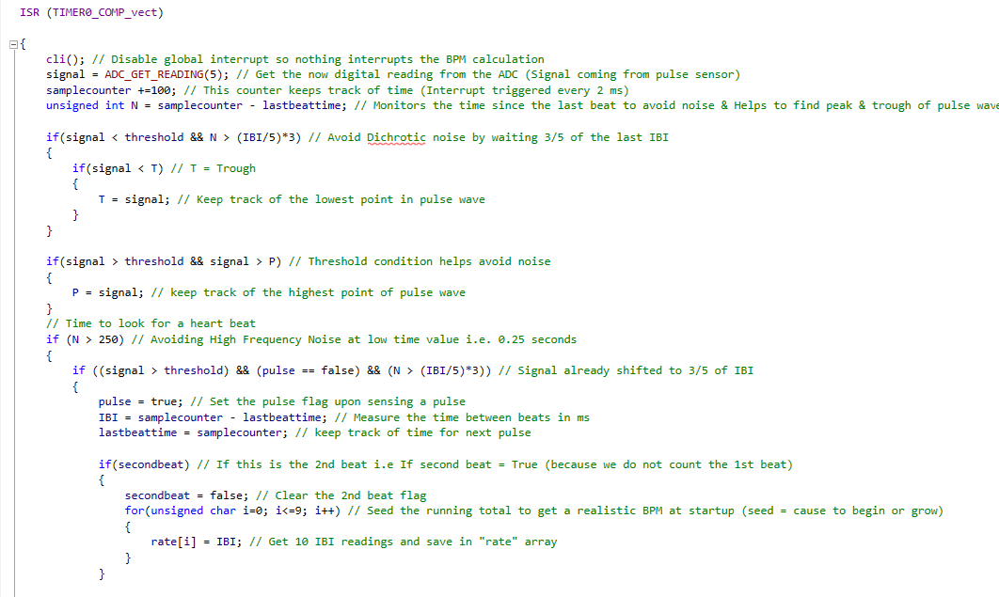 ISR (TIMER0_COMP_vect)
{
cli(); // Disable global interrupt so nothing interrupts the BPM calculation
signal = ADC_GET_READING(5); // Get the now digital reading from the ADC (Signal coming from pulse sensor)
samplecounter +=100; // This counter keeps track of time (Interrupt triggered every 2 ms)
unsigned int N = samplecounter - lastbeattime; // Monitors the time since the last beat to avoid noise & Helps to find peak & trough of pulse wave
if(signal < threshold && N > (IBI/5)*3) // Avoid Dichrotic noise by waiting 3/5 of the last IBI
{
if(signal < T) // T = Trough
{
T = signal; // Keep track of the lowest point in pulse wave
}
}
if(signal > threshold && signal > P) // Threshold condition helps avoid noise
{
P = signal; // keep track of the highest point of pulse wave
}
// Time to look for a heart beat
if (N > 250) // Avoiding High Frequency Noise at low time value i.e. 0.25 seconds
{
if ((signal > threshold) && (pulse == false) && (N > (IBI/5)*3)) // Signal already shifted to 3/5 of IBI
{
pulse = true; // Set the pulse flag upon sensing a pulse
IBI = samplecounter - lastbeattime; // Measure the time between beats in ms
lastbeattime = samplecounter; // keep track of time for next pulse
if(secondbeat) // If this is the 2nd beat i.e If second beat = True (because we do not count the 1st beat)
{
secondbeat = false; // Clear the 2nd beat flag
for(unsigned char i=0; i<=9; i++) // Seed the running total to get a realistic BPM at startup (seed = cause to begin or grow)
{
rate[i] = IBI; // Get 10 IBI readings and save in "rate" array
}
}